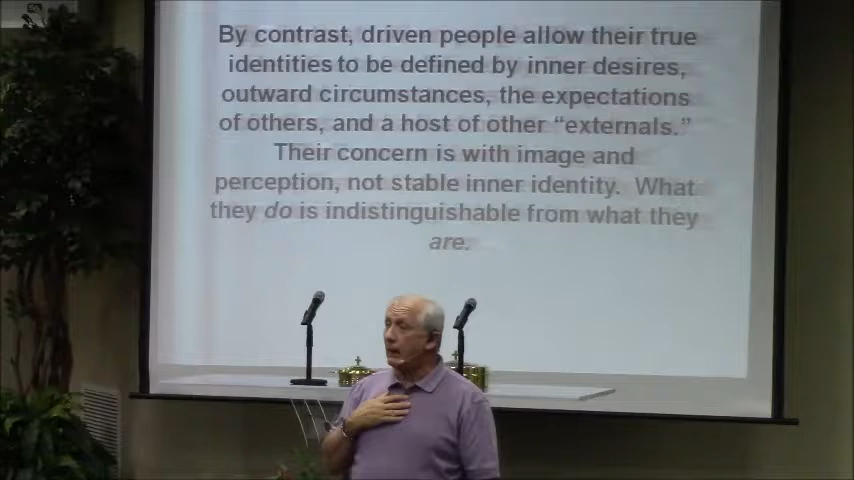 By contrast, driven people allow their true
identities to be defined by inner desires,
outward circumstances, the expectations
of others, and a host of other “externals.”
Their concern is with image and
perception, not stable inner identity. What
they do is indistinguishable from what they
are.